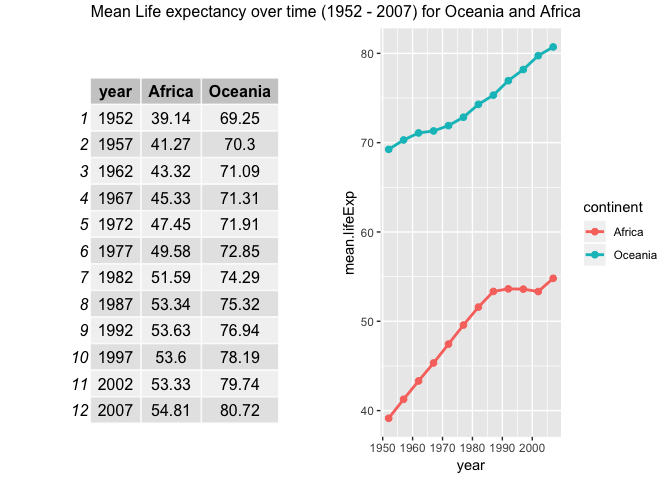 Mean Life expectancy over time (1952 - 2007) for Oceania and Africa
year Africa Oceania
1 1952 39.14 69.25
2 1957 41.27 70.3
3 1962 43.32 71.09
4 1967 45.33 71.31
5 1972 47.45 71.91
6 1977 49.58 72.85
7 1982 51.59 74.29
8 1987 53.34 75.32
9 1992 53.63 76.94
10 1997 53.6 78.19
11 2002 53.33 79.74
12 2007 54.81 80.72
mean.lifeExp
80
70
60
50
40
1950 1960 1970 1980 1990 2000
year
continent
Africa
Oceania